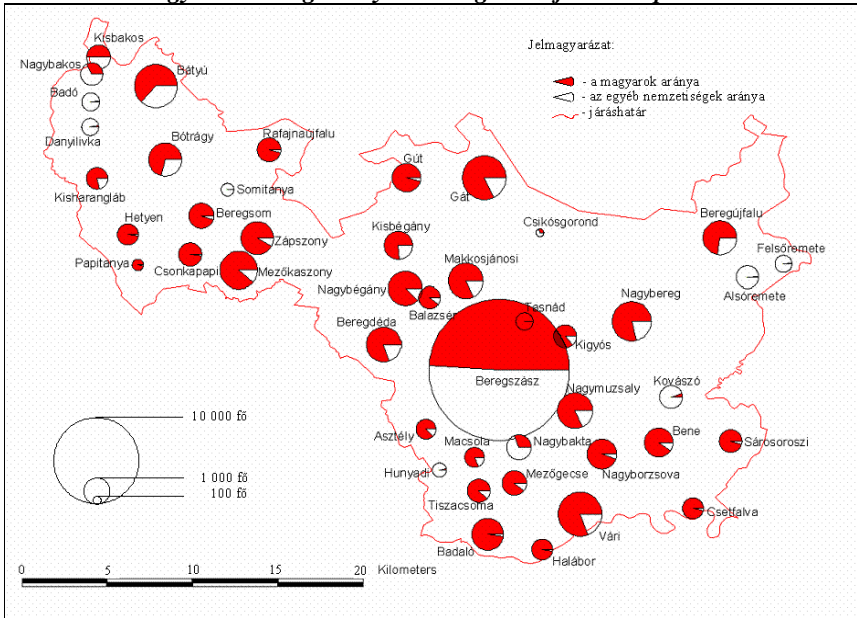 Jelmagyarázat:
- a magyarok aránya
- az egyéb nemzetiségek aránya
- járáshatár
Kisbakos
Nagybakos
Bátyú
Badó
Danyilivka
Bótrágy
Rafajnaújfalu
Gút
Gát
Kisharangláb
Somitanya
Hetyen
Beregsom
Kisbégány
Csikósgorond
Beregújfalu
Zápszony
Felsőremete
Papitanya
Csonkapapi
Mezőkaszony
Makkosjánosi
Alsóremete
Nagybégány
Balazsér
Nagybereg
Tasnád
Beregdéda
Kigyós
Beregszász
Kovászó
Nagymuzsaly
10 000 fő
Asztély
Macsola
Nagybakta
Bene
Sárosoroszi
Hunyadi
Mezőgecse
Nagyborzsova
1 000 fő
100 fő
Tiszacsoma
Csetfalva
Vári
Badaló
Halábor
0 5 10 15 20 Kilometers